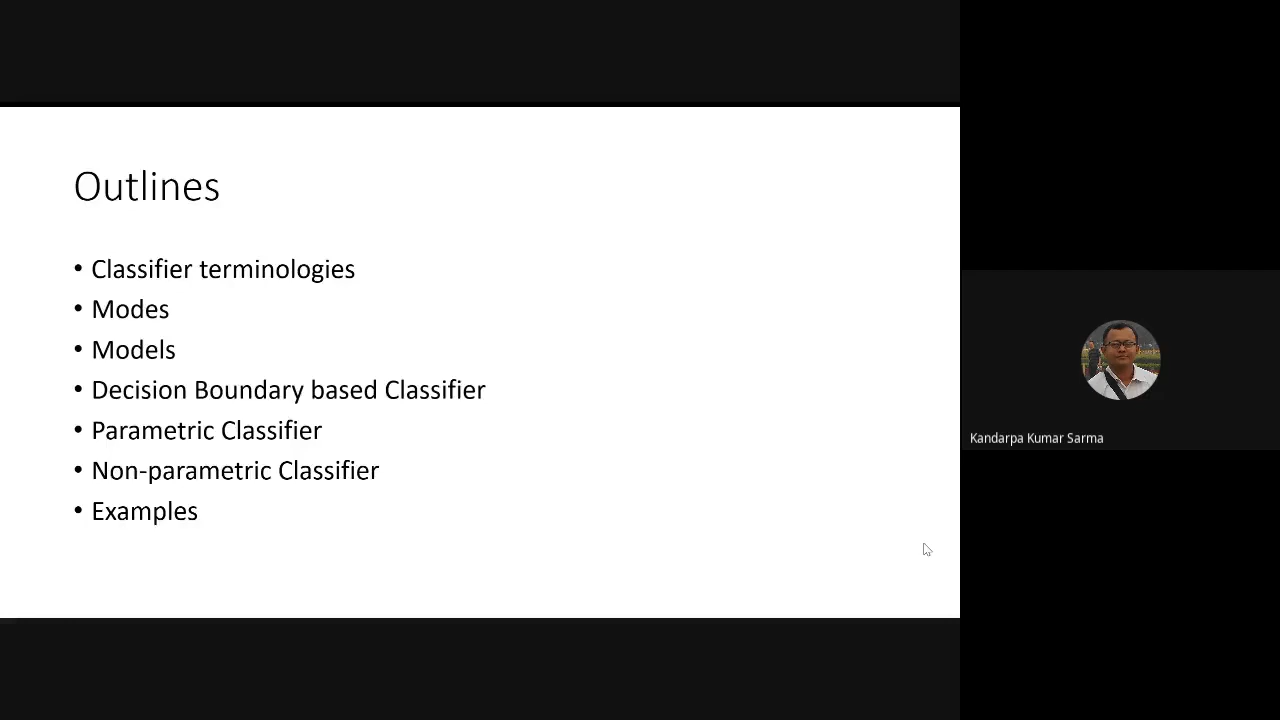 Outlines
• Classifier terminologies
• Modes
• Models
• Decision Boundary based Classifier
• Parametric Classifier
• Non-parametric Classifier
• Examples
Kandarpa Kumar Sarma